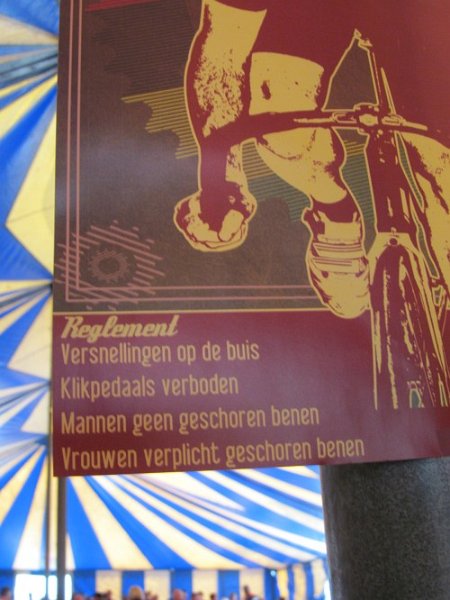 Reglement
Versnellingen op de buis
Klikpedaals verboden
Mannen geen geschoren benen
Vrouwen verplicht geschoren benen